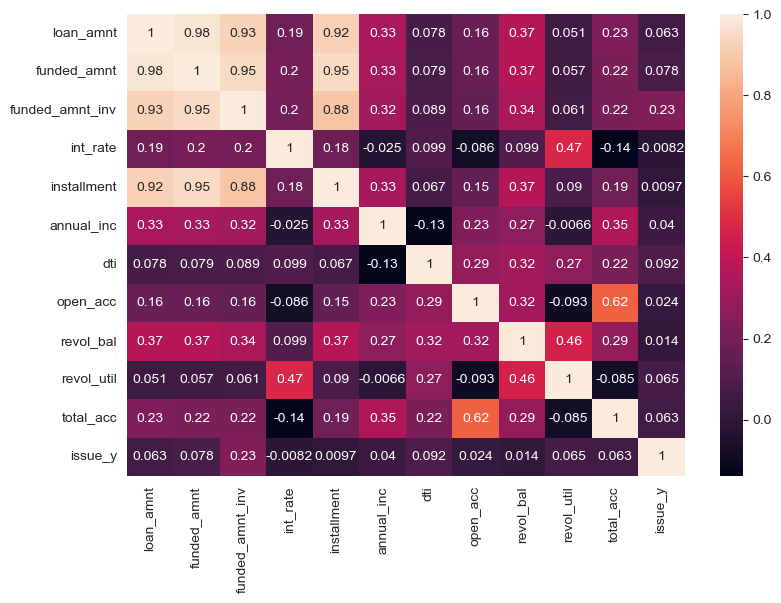 loan_amnt 1 0.98 0.93 0.19 0.92 0.33 0.078 0.16 0.37 0.051 0.23 0.063
funded_amnt 0.98 1 0.95 0.2 0.95 0.33 0.079 0.16 0.37 0.057 0.22 0.078
funded_amnt_inv 0.93 0.95 1 0.2 0.88 0.32 0.089 0.16 0.34 0.061 0.22 0.23
int_rate 0.19 0.2 0.2 1 0.18 -0.025 0.099 -0.086 0.099 0.47 -0.14 -0.0082
installment 0.92 0.95 0.88 0.18 1 0.33 0.067 0.15 0.37 0.09 0.19 0.0097
annual_inc 0.33 0.33 0.32 -0.025 0.33 1 -0.13 0.23 0.27 -0.0066 0.35 0.04
dti 0.078 0.079 0.089 0.099 0.067 -0.13 1 0.29 0.32 0.27 0.22 0.092
open_acc 0.16 0.16 0.16 -0.086 0.15 0.23 0.29 1 0.32 -0.093 0.62 0.024
revol_bal 0.37 0.37 0.34 0.099 0.37 0.27 0.32 0.32 1 0.46 0.29 0.014
revol_util 0.051 0.057 0.061 0.47 0.09 -0.0066 0.27 -0.093 0.46 1 -0.085 0.065
total_acc 0.23 0.22 0.22 -0.14 0.19 0.35 0.22 0.62 0.29 -0.085 1 0.063
issue_y 0.063 0.078 0.23 -0.0082 0.0097 0.04 0.092 0.024 0.014 0.065 0.063 1
loan_amnt funded_amnt funded_amnt_inv int_rate installment annual_inc dti open_acc revol_bal revol_util total_acc issue_y
1.0
0.8
0.6
0.4
0.2
0.0